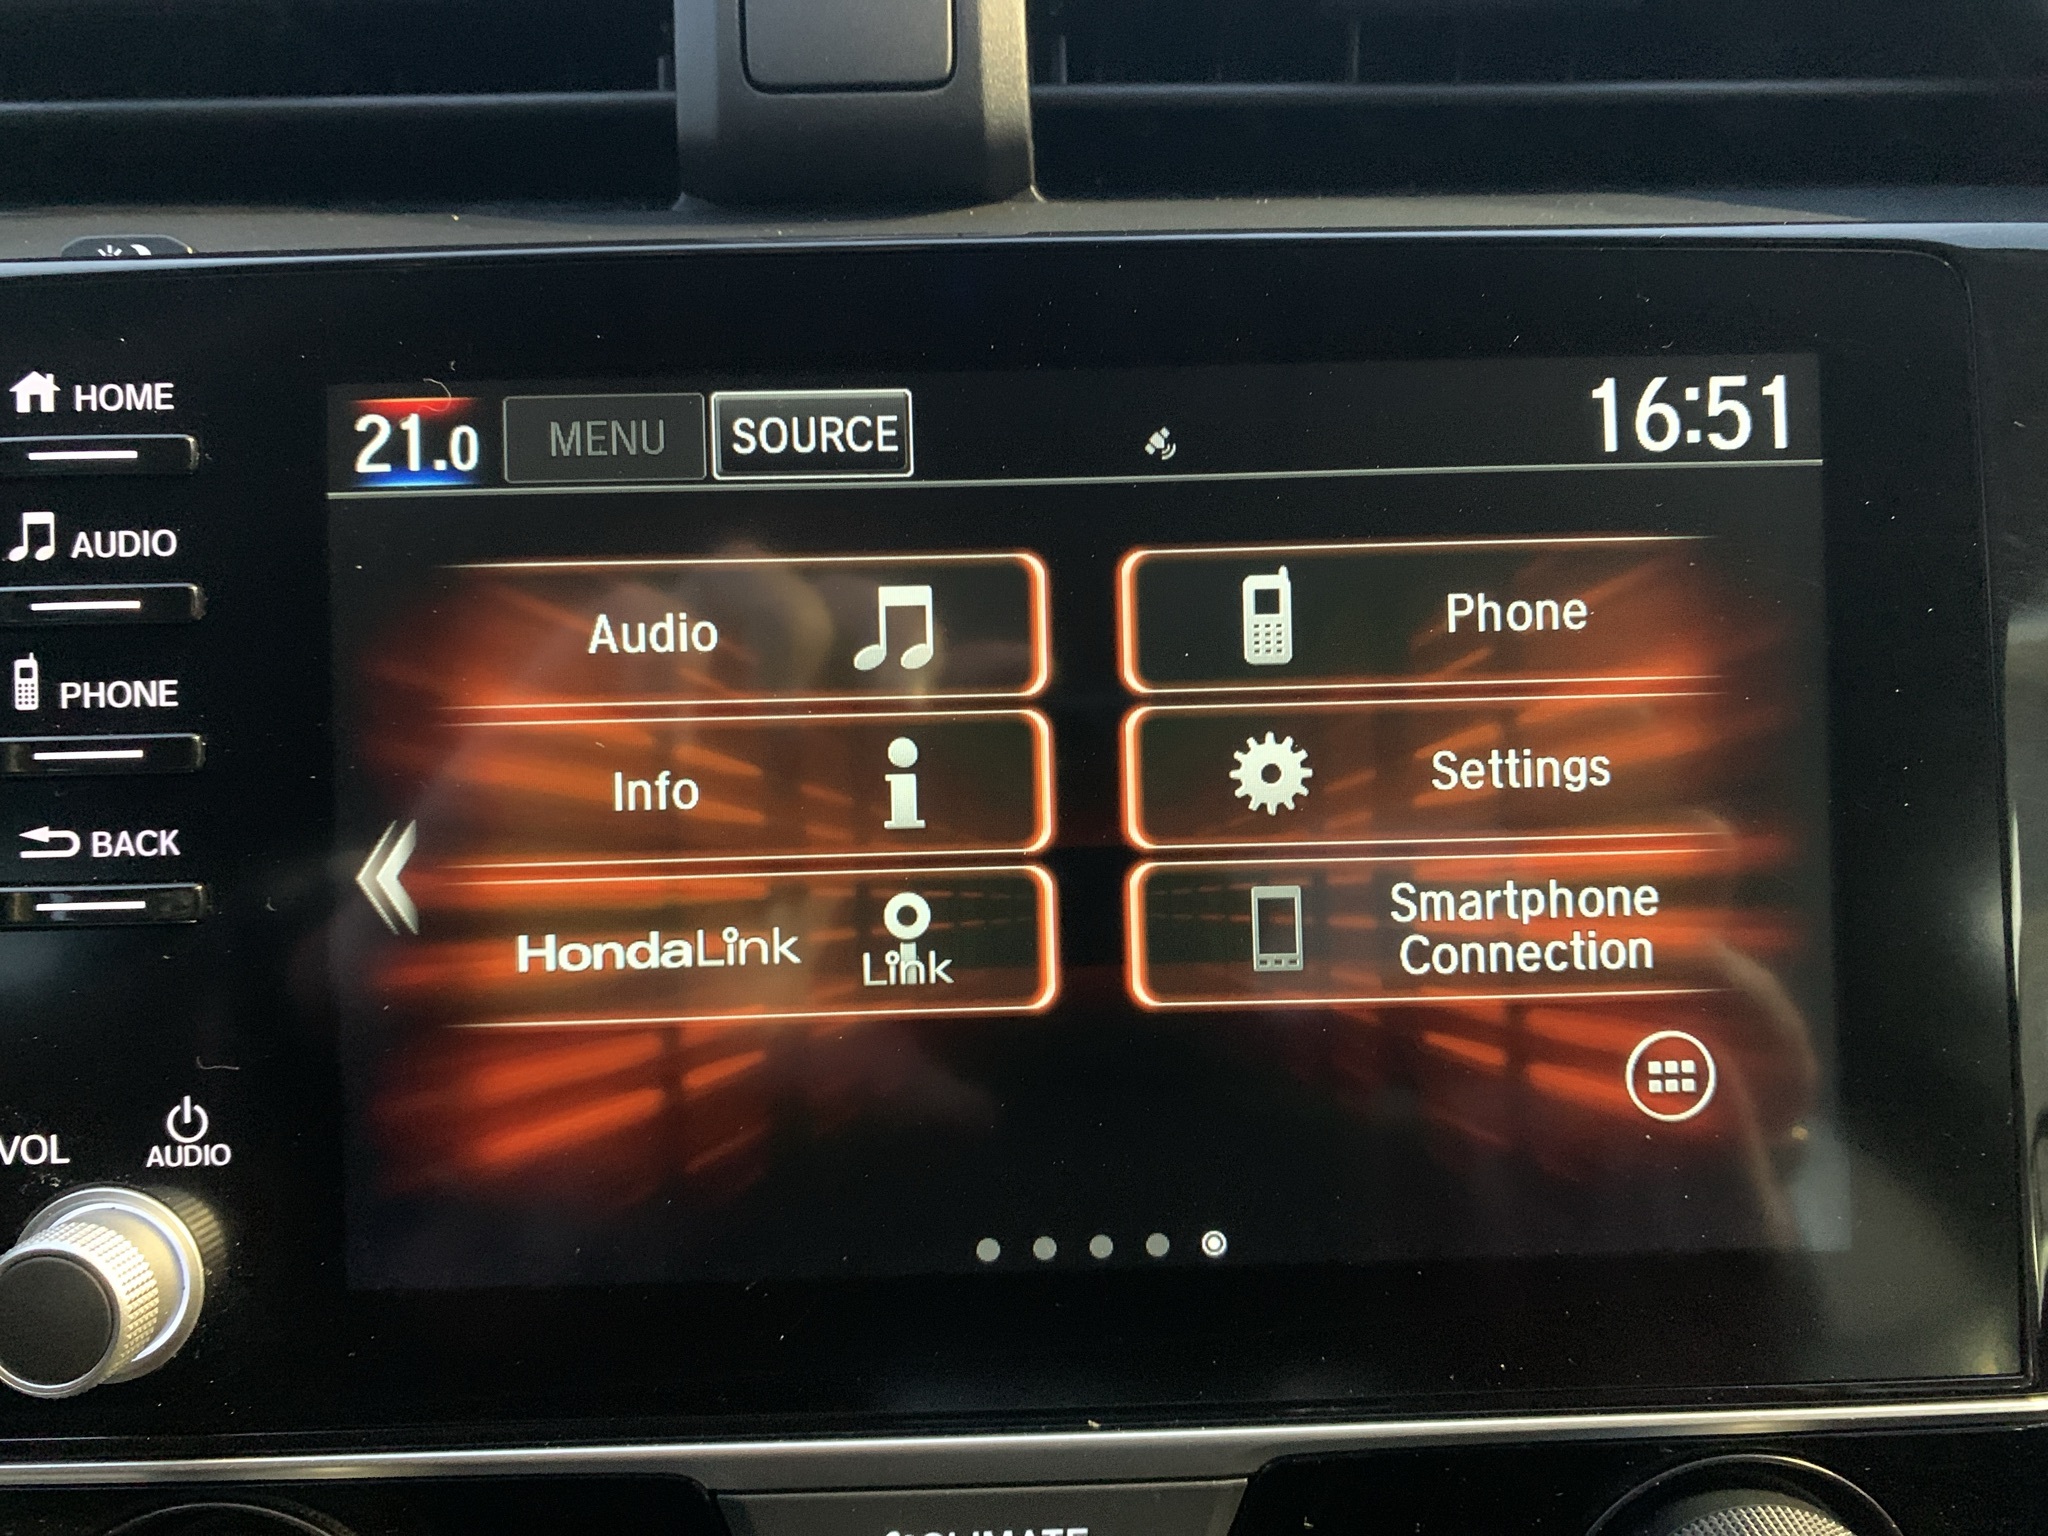 HOME
AUDIO
PHONE
BACK
VOL
AUDIO
21.0
MENU
SOURCE
16:51
Audio
Phone
Info
Settings
HondaLink
Link
Smartphone
Connection
CLIMATE